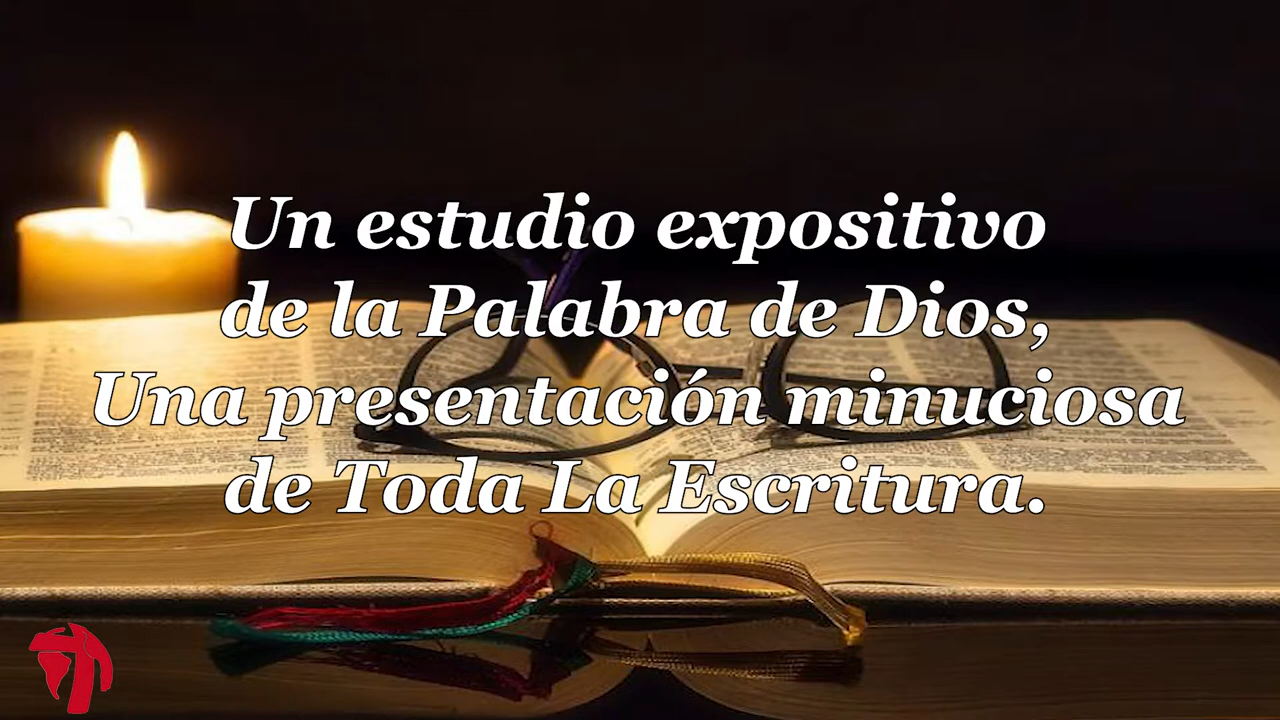 Un estudio expositivo
de la Palabra de Dios,
Una presentación minuciosa
de Toda La Escritura.